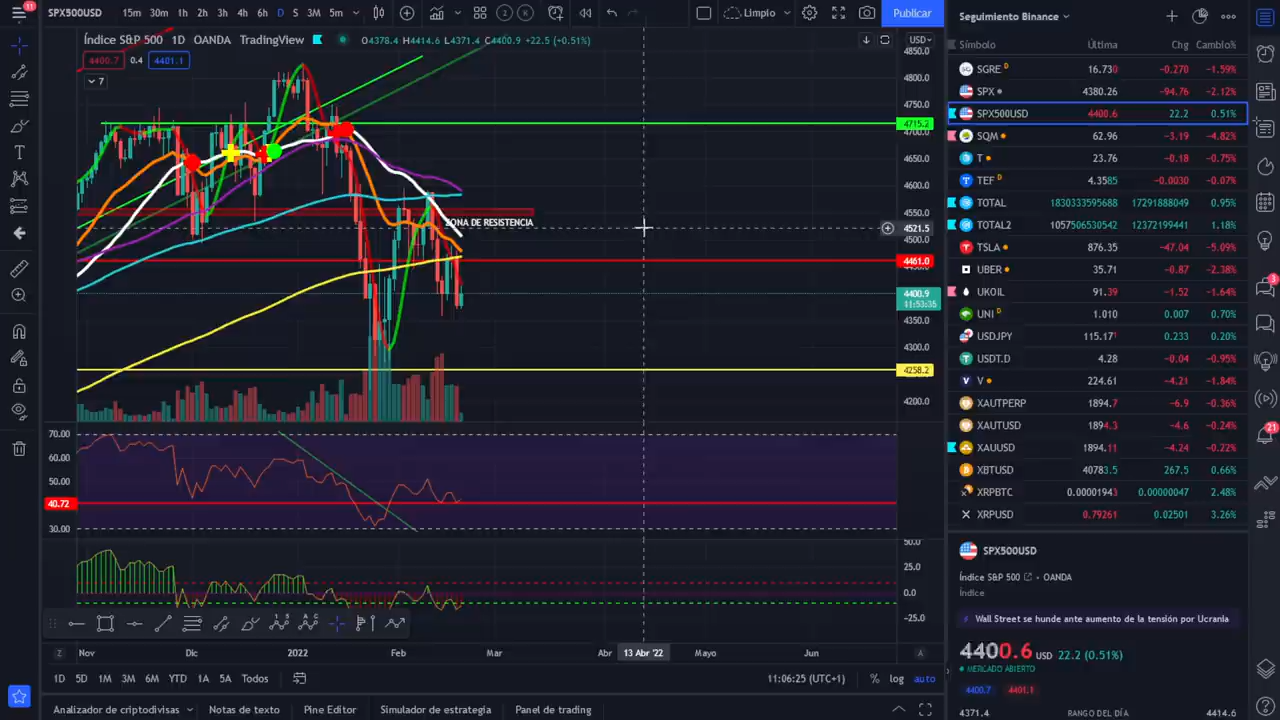 11
SPX500USD 15m 30m 1h 2h 3h 4h 6h D S 3M 5m 2 K Limpio Publicar
Índice S&P 500 1D OANDA TradingView O4378.4 H4414.6 L4371.4 C4400.9 +22.5 (+0.51%) USD
4400.7 0.4 4401.1
7
ZONA DE RESISTENCIA
4850.0
4800.0
4750.0
4715.2
4700.0
4650.0
4600.0
4550.0
4521.5
4500.0
4461.0
4400.9
11:53:35
4350.0
4300.0
4258.2
4200.0
70.00
60.00
50.00
40.72
30.00
50.0
25.0
0.0
-25.0
Z Nov Dic 2022 Feb Mar Abr 13 Abr '22 Mayo Jun A
1D 5D 1M 3M 6M YTD 1A 5A Todos 11:06:25 (UTC+1) % log auto
Analizador de criptodivisas Notas de texto Pine Editor Simulador de estrategia Panel de trading
Seguimiento Binance
Símbolo Última Chg Cambio%
SGRE D 16.730 -0.270 -1.59%
SPX 4380.26 -94.76 -2.12%
SPX500USD 4400.6 22.2 0.51%
SQM 62.96 -3.19 -4.82%
T 23.76 -0.18 -0.75%
TEF D 4.3585 -0.0030 -0.07%
TOTAL 1830333595688 17291888049 0.95%
TOTAL2 1057506530542 12372199441 1.18%
TSLA 876.35 -47.04 -5.09%
UBER 35.71 -0.87 -2.38%
UKOIL 91.39 -1.52 -1.64%
UNI D 1.010 0.007 0.70%
USDJPY 115.171 0.233 0.20%
USDT.D 4.28 -0.04 -0.95%
V 224.61 -4.21 -1.84%
XAUTPERP 1894.7 -6.9 -0.36%
XAUTUSD 1894.3 -4.6 -0.24%
XAUUSD 1894.11 -4.24 -0.22%
XBTUSD 40783.5 267.5 0.66%
XRPBTC 0.00001943 0.00000047 2.48%
XRPUSD 0.79261 0.02501 3.26%
SPX500USD
Índice S&P 500 • OANDA
Índice
Wall Street se hunde ante aumento de la tensión por Ucrania
4400.6 USD 22.2 (0.51%)
MERCADO ABIERTO
4400.7 4401.1
4371.4 RANGO DEL DÍA 4414.6
3
21